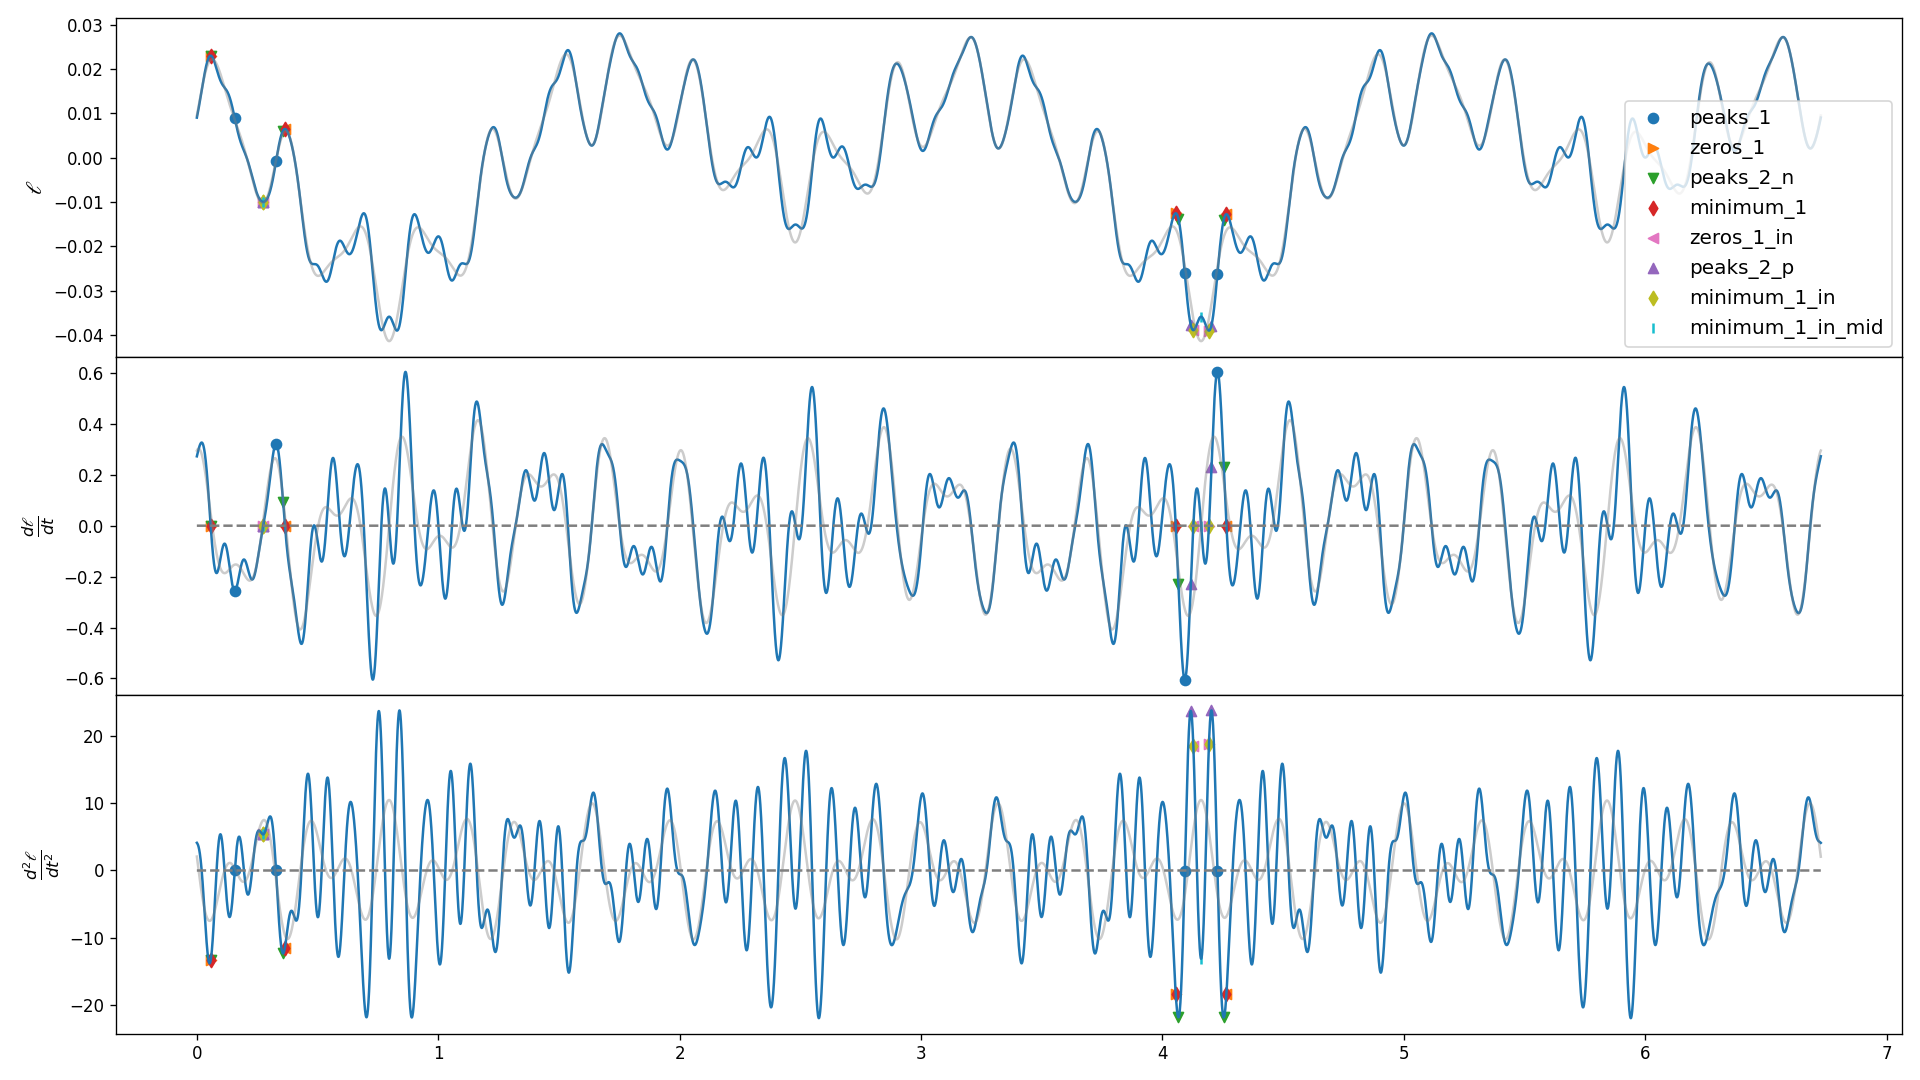 0.03
0.02
0.01
0.00
−0.01
−0.02
−0.03
−0.04
ℓ
peaks_1
zeros_1
peaks_2_n
minimum_1
zeros_1_in
peaks_2_p
minimum_1_in
minimum_1_in_mid
0.6
0.4
0.2
0.0
−0.2
−0.4
−0.6
dℓ/dt
20
10
0
−10
−20
d²ℓ/dt²
0 1 2 3 4 5 6 7